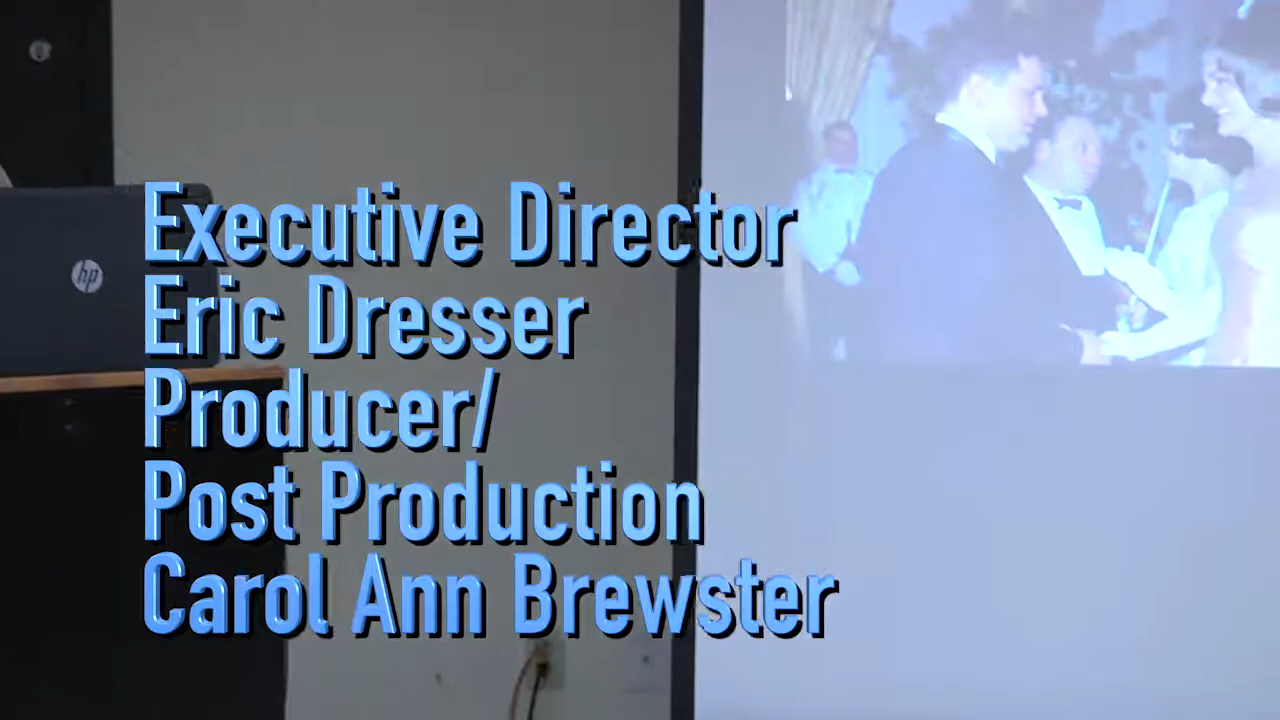 Executive Director
Eric Dresser
Producer/
Post Production
Carol Ann Brewster
hp